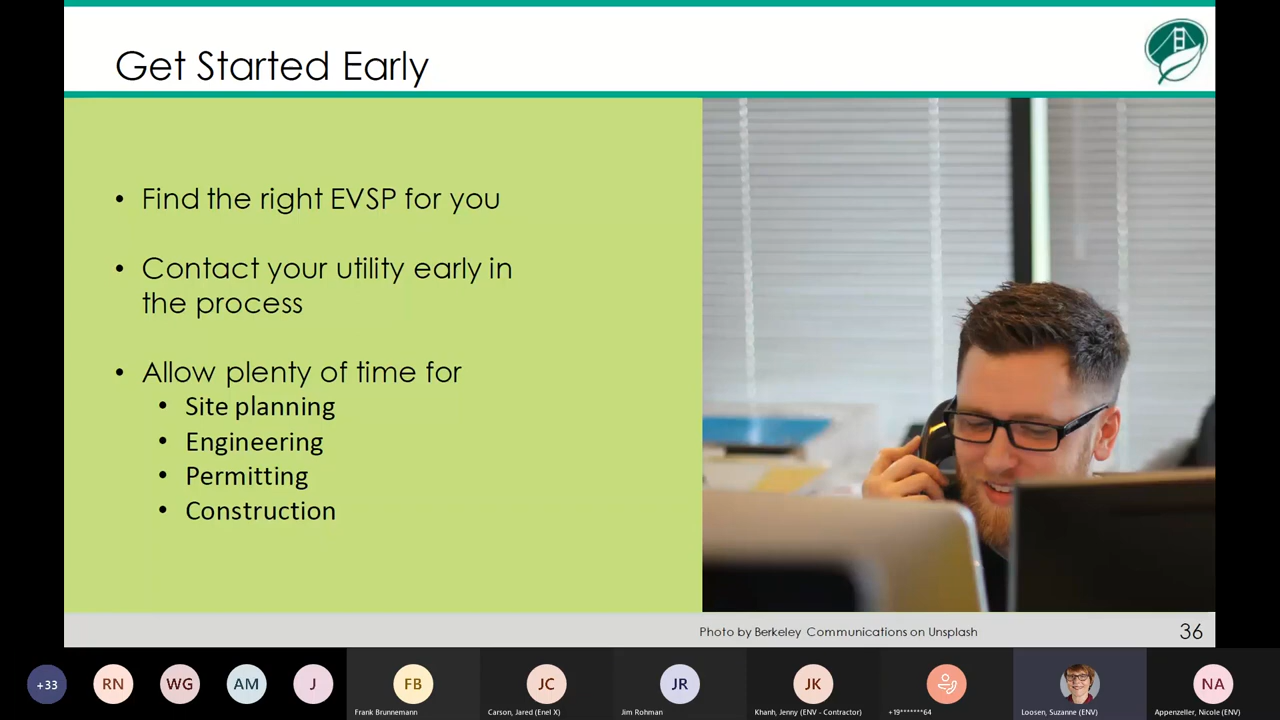 Get Started Early
• Find the right EVSP for you
• Contact your utility early in
the process
• Allow plenty of time for
• Site planning
• Engineering
• Permitting
• Construction
Photo by Berkeley Communications on Unsplash
36
+33
RN
WG
AM
J
FB
Frank Brunnemann
JC
Carson, Jared (Enel X)
JR
Jim Rohman
JK
Khanh, Jenny (ENV - Contractor)
+19*******64
Loosen, Suzanne (ENV)
NA
Appenzeller, Nicole (ENV)